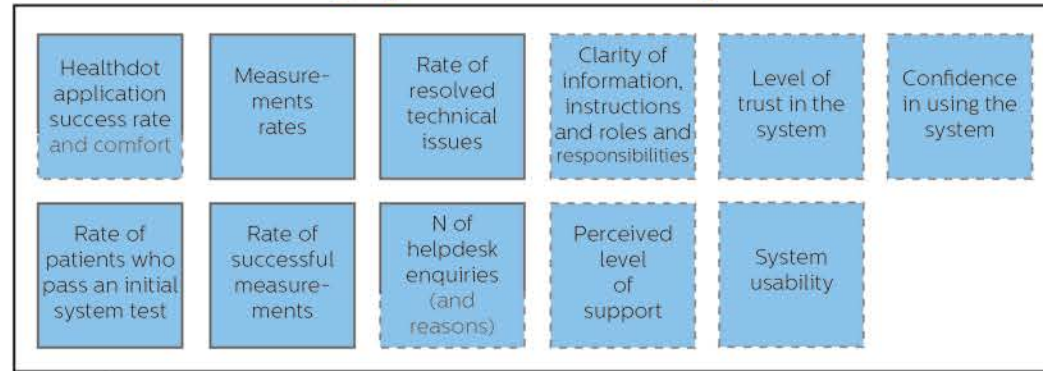 Healthdot
application
success rate
and comfort
Measure-
ments
rates
Rate of
resolved
technical
issues
Clarity of
information,
instructions
and roles and
responsibilities
Level of
trust in the
system
Confidence
in using the
system
Rate of
patients who
pass an initial
system test
Rate of
successful
measure-
ments
N of
helpdesk
enquiries
(and
reasons)
Perceived
level
of
support
System
usability